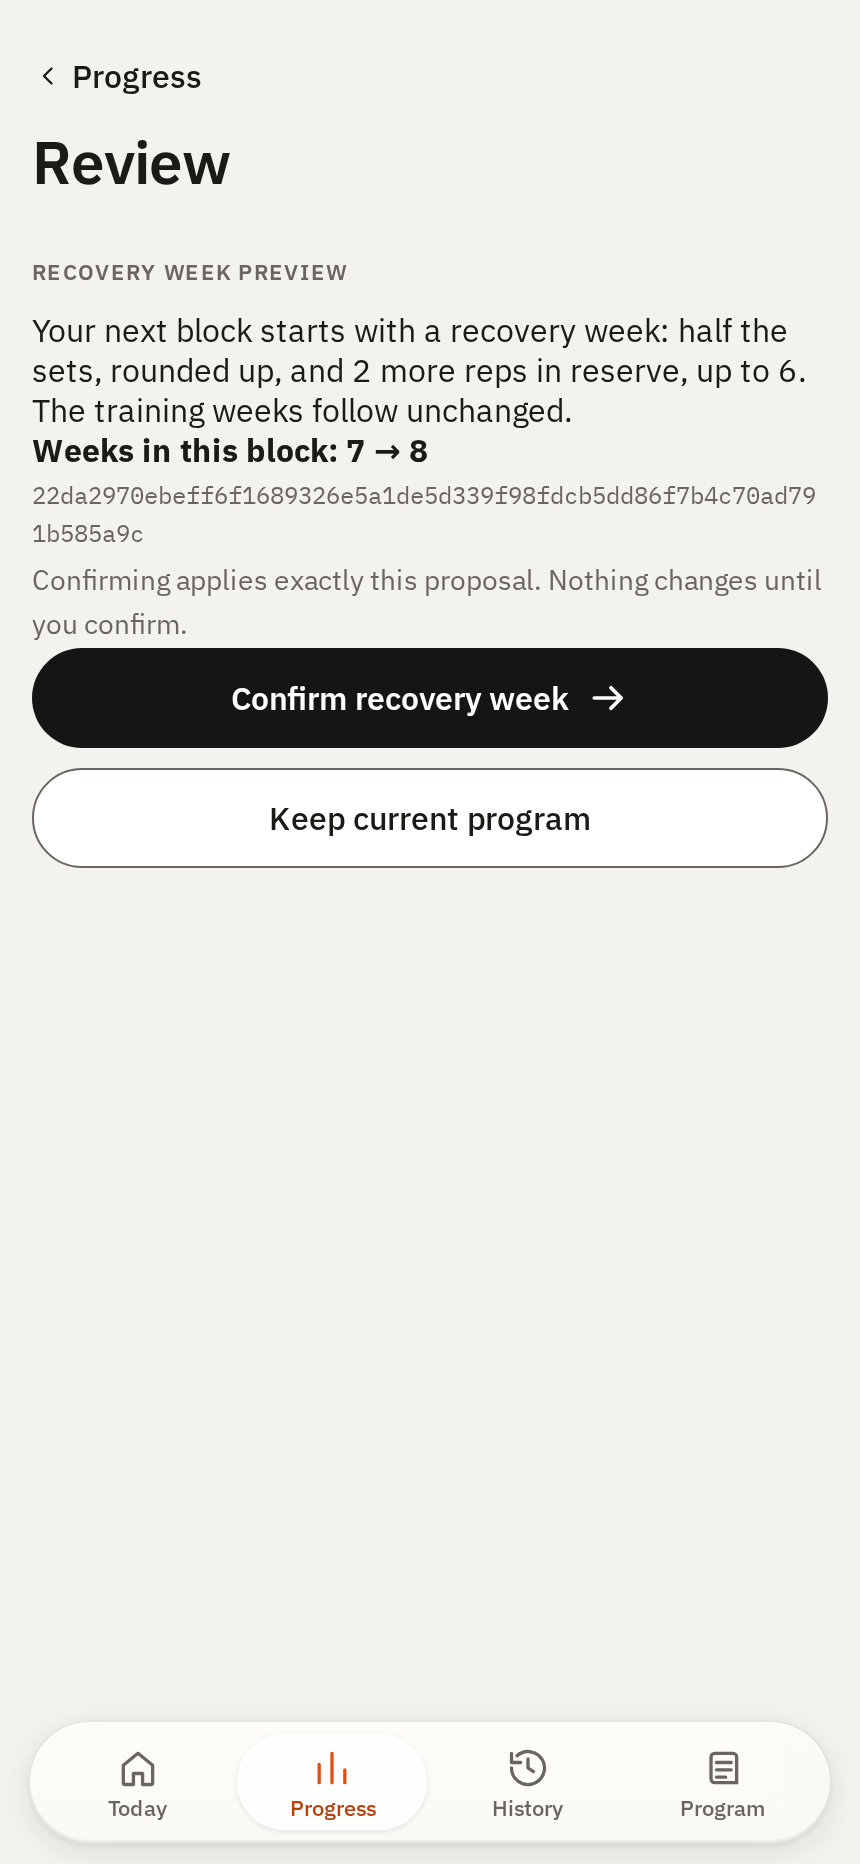 Progress
Review
RECOVERY WEEK PREVIEW
Your next block starts with a recovery week: half the
sets, rounded up, and 2 more reps in reserve, up to 6.
The training weeks follow unchanged.
Weeks in this block: 7 → 8
22da2970ebeff6f1689326e5a1de5d339f98fdcb5dd86f7b4c70ad79
1b585a9c
Confirming applies exactly this proposal. Nothing changes until
you confirm.
Confirm recovery week →
Keep current program
Today
Progress
History
Program